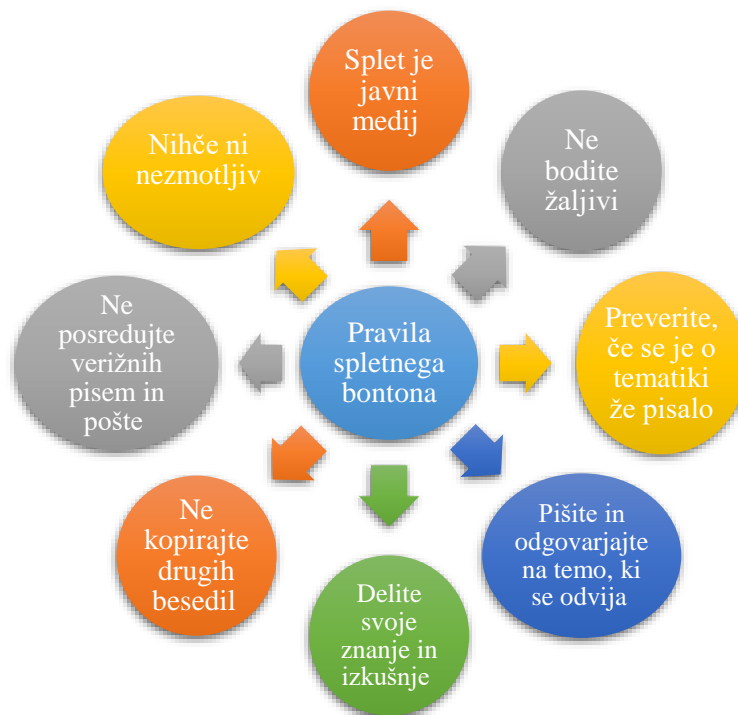 Splet je
javni
medij
Ne
bodite
žaljivi
Preverite,
če se je o
tematiki
že pisalo
Pišite in
odgovarjajte
na temo, ki
se odvija
Delite
svoje
znanje in
izkušnje
Ne
kopirajte
drugih
besedil
Ne
posredujte
verižnih
pisem in
pošte
Nihče ni
nezmotljiv
Pravila
spletnega
bontona